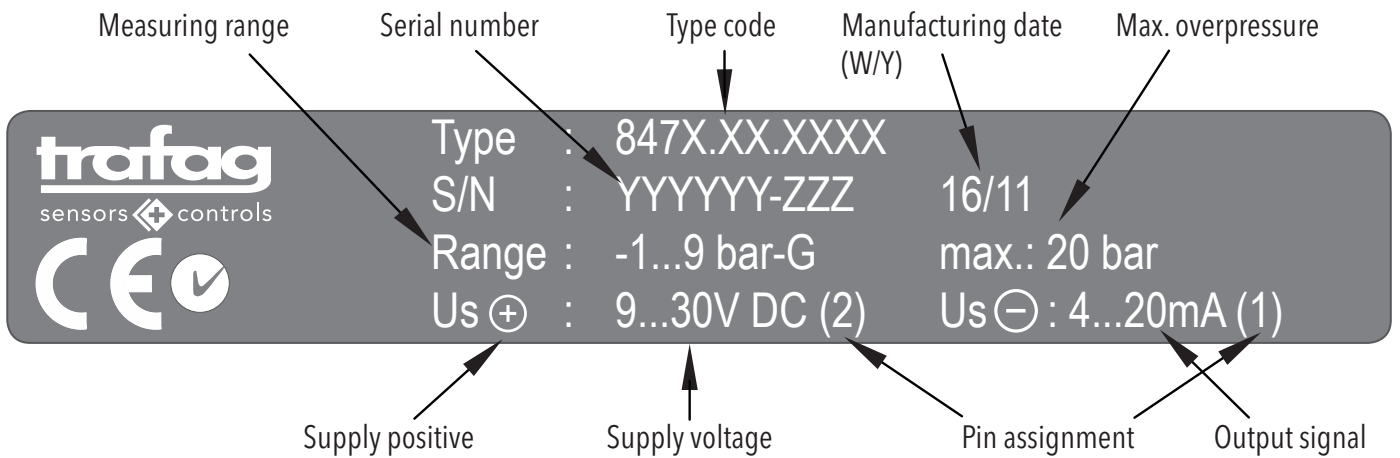 Measuring range Serial number Type code Manufacturing date Max. overpressure
(W/Y)
trafag
sensors controls
CE
Type : 847X.XX.XXXX
S/N : YYYYYY-ZZZ 16/11
Range : -1...9 bar-G max.: 20 bar
Us + : 9...30V DC (2) Us − : 4...20mA (1)
Supply positive Supply voltage Pin assignment Output signal